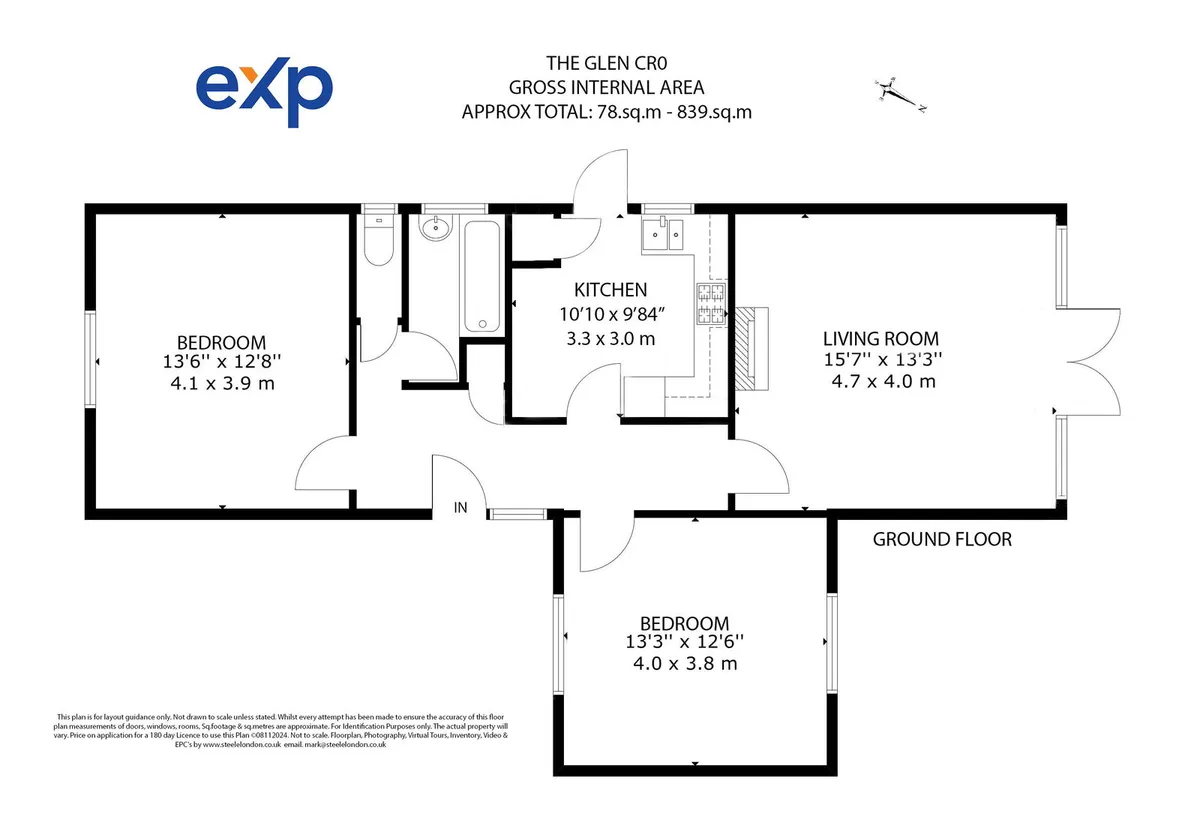 exp
THE GLEN CR0
GROSS INTERNAL AREA
APPROX TOTAL: 78.sq.m - 839.sq.m
N
E
S
W
KITCHEN
10'10 x 9'84"
3.3 x 3.0 m
BEDROOM
13'6'' x 12'8''
4.1 x 3.9 m
LIVING ROOM
15'7'' x 13'3''
4.7 x 4.0 m
IN
GROUND FLOOR
BEDROOM
13'3'' x 12'6''
4.0 x 3.8 m
This plan is for layout guidance only. Not drawn to scale unless stated. Whilst every attempt has been made to ensure the accuracy of this floor
plan measurements of doors, windows, rooms, Sq.footage & sq.metres are approximate. For Identification Purposes only. The actual property will
vary. Price on application for a 180 day Licence to use this Plan ©08112024. Not to scale. Floorplan, Photography, Virtual Tours, Inventory, Video &
EPC's by www.steelelondon.co.uk email. mark@steelelondon.co.uk